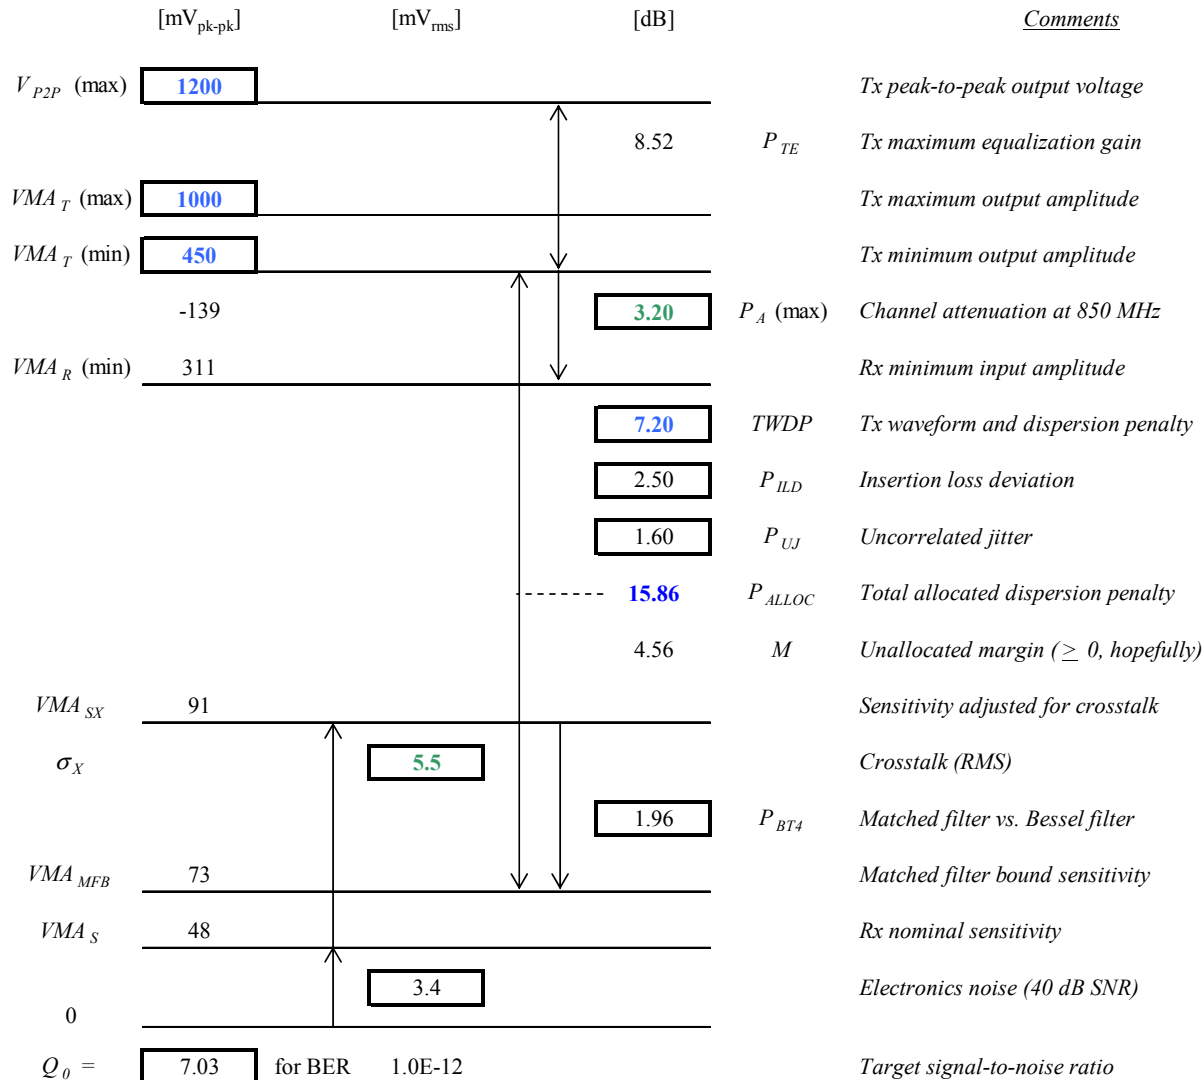 [mVpk-pk] [mVrms] [dB] Comments
VP2P (max) 1200 Tx peak-to-peak output voltage
8.52 PTE Tx maximum equalization gain
VMAT (max) 1000 Tx maximum output amplitude
VMAT (min) 450 Tx minimum output amplitude
-139 3.20 PA (max) Channel attenuation at 850 MHz
VMAR (min) 311 Rx minimum input amplitude
7.20 TWDP Tx waveform and dispersion penalty
2.50 PILD Insertion loss deviation
1.60 PUJ Uncorrelated jitter
15.86 PALLOC Total allocated dispersion penalty
4.56 M Unallocated margin (≥ 0, hopefully)
VMASX 91 Sensitivity adjusted for crosstalk
σX 5.5 Crosstalk (RMS)
1.96 PBT4 Matched filter vs. Bessel filter
VMAMFB 73 Matched filter bound sensitivity
VMAS 48 Rx nominal sensitivity
3.4 Electronics noise (40 dB SNR)
0
Q0 = 7.03 for BER 1.0E-12 Target signal-to-noise ratio